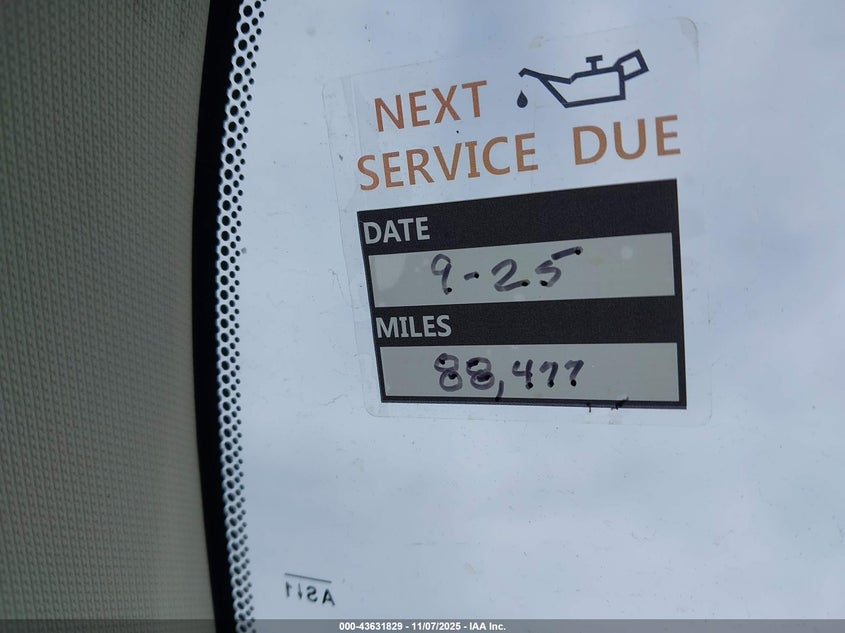 NEXT
SERVICE DUE
DATE
9-25
MILES
88,477
AS11
000-43631829 - 11/07/2025 - IAA Inc.